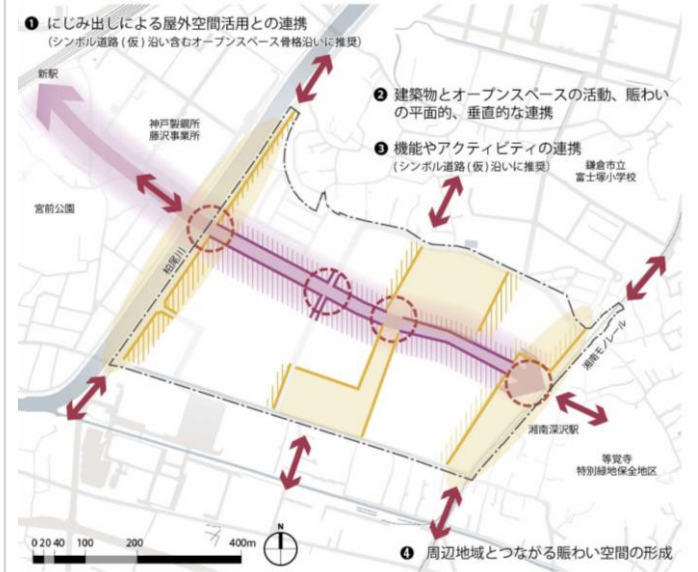 ❶ にじみ出しによる屋外空間活用との連携
(シンボル道路(仮)沿い含むオープンスペース骨格沿いに推奨)
新駅
❷ 建築物とオープンスペースの活動、賑わい
の平面的、垂直的な連携
神戸製鋼所
藤沢事業所
❸ 機能やアクティビティの連携
(シンボル道路(仮)沿いに推奨)
鎌倉市立
富士塚小学校
宮前公園
柏尾川
湘南モノレール
湘南深沢駅
等覚寺
特別緑地保全地区
0 20 40 100 200 400m
N
❹ 周辺地域とつながる賑わい空間の形成